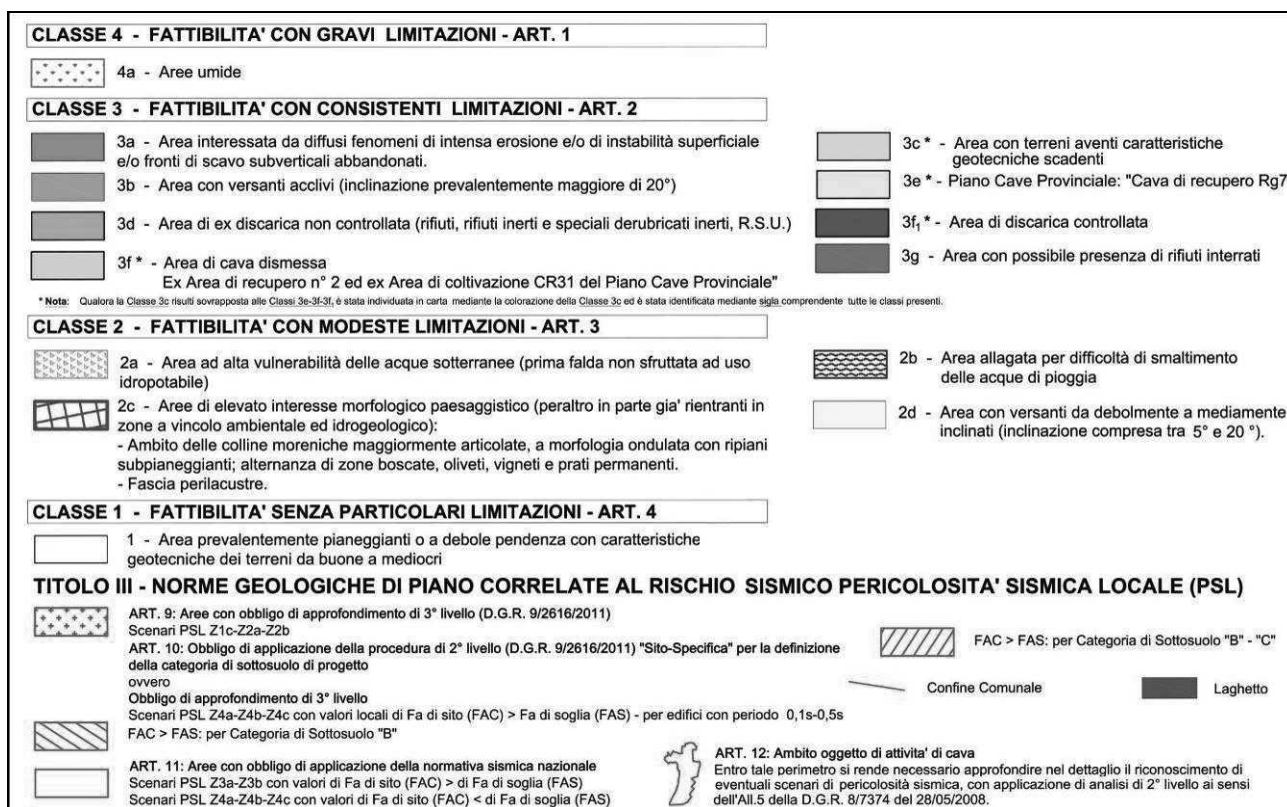 CLASSE 4 - FATTIBILITA' CON GRAVI LIMITAZIONI - ART. 1
4a - Aree umide
CLASSE 3 - FATTIBILITA' CON CONSISTENTI LIMITAZIONI - ART. 2
3a - Area interessata da diffusi fenomeni di intensa erosione e/o di instabilità superficiale
e/o fronti di scavo subverticali abbandonati.
3b - Area con versanti acclivi (inclinazione prevalentemente maggiore di 20°)
3d - Area di ex discarica non controllata (rifiuti, rifiuti inerti e speciali derubricati inerti, R.S.U.)
3f * - Area di cava dismessa
Ex Area di recupero n° 2 ed ex Area di coltivazione CR31 del Piano Cave Provinciale"
3c * - Area con terreni aventi caratteristiche
geotecniche scadenti
3e * - Piano Cave Provinciale: "Cava di recupero Rg7
3f₁ * - Area di discarica controllata
3g - Area con possibile presenza di rifiuti interrati
* Nota: Qualora la Classe 3c risulti sovrapposta alle Classi 3e-3f-3f, è stata individuata in carta mediante la colorazione della Classe 3c ed è stata identificata mediante sigla comprendente tutte le classi presenti.
CLASSE 2 - FATTIBILITA' CON MODESTE LIMITAZIONI - ART. 3
2a - Area ad alta vulnerabilità delle acque sotterranee (prima falda non sfruttata ad uso
idropotabile)
2c - Aree di elevato interesse morfologico paesaggistico (peraltro in parte gia' rientranti in
zone a vincolo ambientale ed idrogeologico):
- Ambito delle colline moreniche maggiormente articolate, a morfologia ondulata con ripiani
subpianeggianti; alternanza di zone boscate, oliveti, vigneti e prati permanenti.
- Fascia perilacustre.
2b - Area allagata per difficoltà di smaltimento
delle acque di pioggia
2d - Area con versanti da debolmente a mediamente
inclinati (inclinazione compresa tra 5° e 20 °).
CLASSE 1 - FATTIBILITA' SENZA PARTICOLARI LIMITAZIONI - ART. 4
1 - Area prevalentemente pianeggianti o a debole pendenza con caratteristiche
geotecniche dei terreni da buone a mediocri
TITOLO III - NORME GEOLOGICHE DI PIANO CORRELATE AL RISCHIO SISMICO PERICOLOSITA' SISMICA LOCALE (PSL)
ART. 9: Aree con obbligo di approfondimento di 3° livello (D.G.R. 9/2616/2011)
Scenari PSL Z1c-Z2a-Z2b
ART. 10: Obbligo di applicazione della procedura di 2° livello (D.G.R. 9/2616/2011) "Sito-Specifica" per la definizione
della categoria di sottosuolo di progetto
ovvero
Obbligo di approfondimento di 3° livello
Scenari PSL Z4a-Z4b-Z4c con valori locali di Fa di sito (FAC) > Fa di soglia (FAS) - per edifici con periodo 0,1s-0,5s
FAC > FAS: per Categoria di Sottosuolo "B"
FAC > FAS: per Categoria di Sottosuolo "B" - "C"
Confine Comunale
Laghetto
ART. 11: Aree con obbligo di applicazione della normativa sismica nazionale
Scenari PSL Z3a-Z3b con valori di Fa di sito (FAC) > di Fa di soglia (FAS)
Scenari PSL Z4a-Z4b-Z4c con valori di Fa di sito (FAC) < di Fa di soglia (FAS)
ART. 12: Ambito oggetto di attivita' di cava
Entro tale perimetro si rende necessario approfondire nel dettaglio il riconoscimento di
eventuali scenari di pericolosità sismica, con applicazione di analisi di 2° livello ai sensi
dell'All.5 della D.G.R. 8/7374 del 28/05/2008.